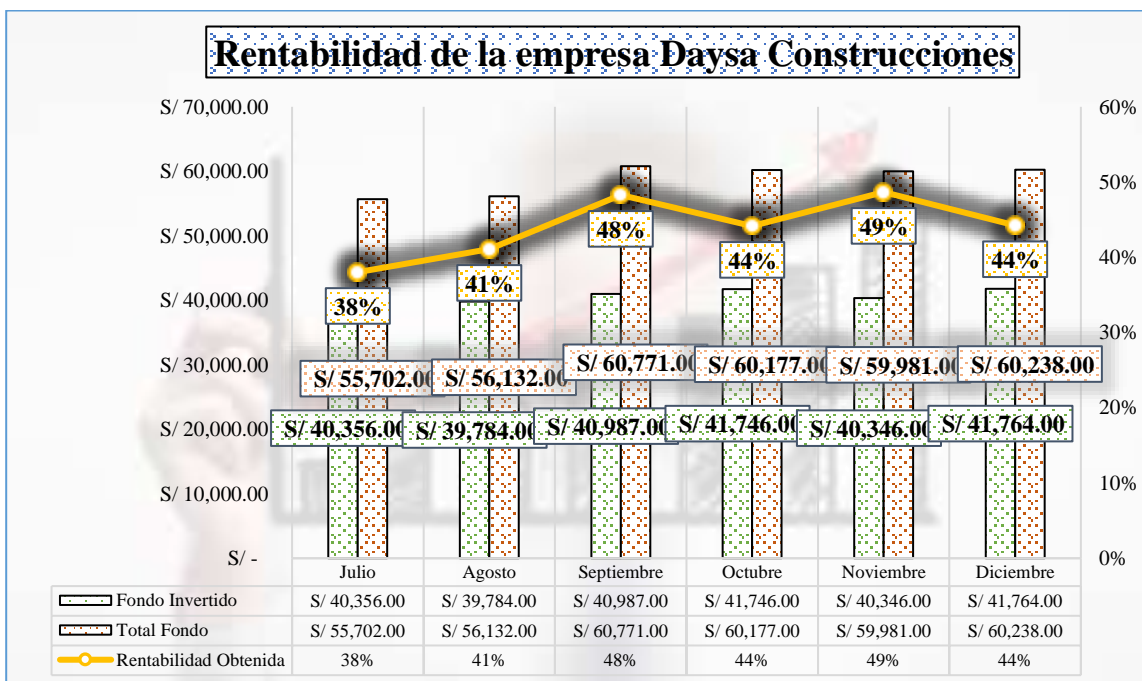 Rentabilidad de la empresa Daysa Construcciones
S/ 70,000.00
S/ 60,000.00
S/ 50,000.00
S/ 40,000.00
S/ 30,000.00
S/ 20,000.00
S/ 10,000.00
S/ -
60%
50%
40%
30%
20%
10%
0%
38%
41%
48%
44%
49%
44%
S/ 55,702.00
S/ 56,132.00
S/ 60,771.00
S/ 60,177.00
S/ 59,981.00
S/ 60,238.00
S/ 40,356.00
S/ 39,784.00
S/ 40,987.00
S/ 41,746.00
S/ 40,346.00
S/ 41,764.00
Julio Agosto Septiembre Octubre Noviembre Diciembre
Fondo Invertido S/ 40,356.00 S/ 39,784.00 S/ 40,987.00 S/ 41,746.00 S/ 40,346.00 S/ 41,764.00
Total Fondo S/ 55,702.00 S/ 56,132.00 S/ 60,771.00 S/ 60,177.00 S/ 59,981.00 S/ 60,238.00
Rentabilidad Obtenida 38% 41% 48% 44% 49% 44%